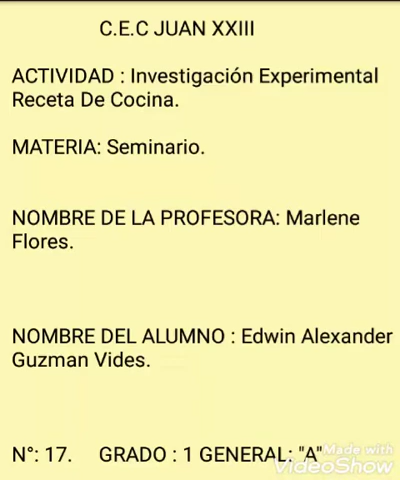 C.E.C JUAN XXIII
ACTIVIDAD : Investigación Experimental
Receta De Cocina.
MATERIA: Seminario.
NOMBRE DE LA PROFESORA: Marlene
Flores.
NOMBRE DEL ALUMNO : Edwin Alexander
Guzman Vides.
N°: 17. GRADO : 1 GENERAL: "A"
Made with
VideoShow